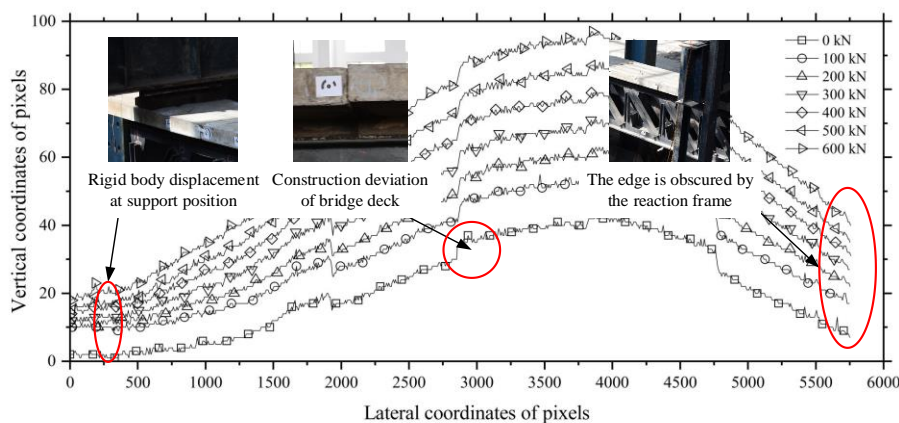 100
80
60
40
20
0
Vertical coordinates of pixels
0 kN
100 kN
200 kN
300 kN
400 kN
500 kN
600 kN
Rigid body displacement
at support position
Construction deviation
of bridge deck
The edge is obscured by
the reaction frame
0 500 1000 1500 2000 2500 3000 3500 4000 4500 5000 5500 6000
Lateral coordinates of pixels